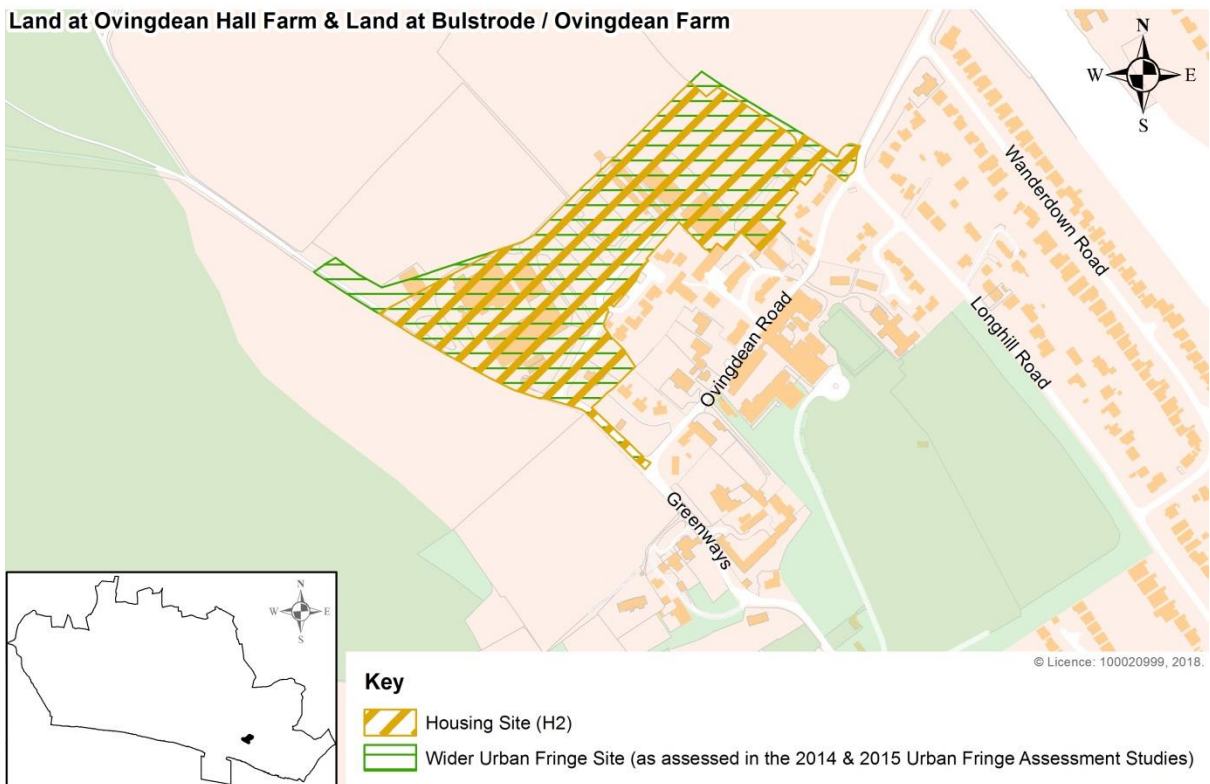 Land at Ovingdean Hall Farm & Land at Bulstrode / Ovingdean Farm
N
W E
S
Wanderdown Road
Longhill Road
Ovingdean Road
Greenways
N
W E
S
© Licence: 100020999, 2018.
Key
Housing Site (H2)
Wider Urban Fringe Site (as assessed in the 2014 & 2015 Urban Fringe Assessment Studies)